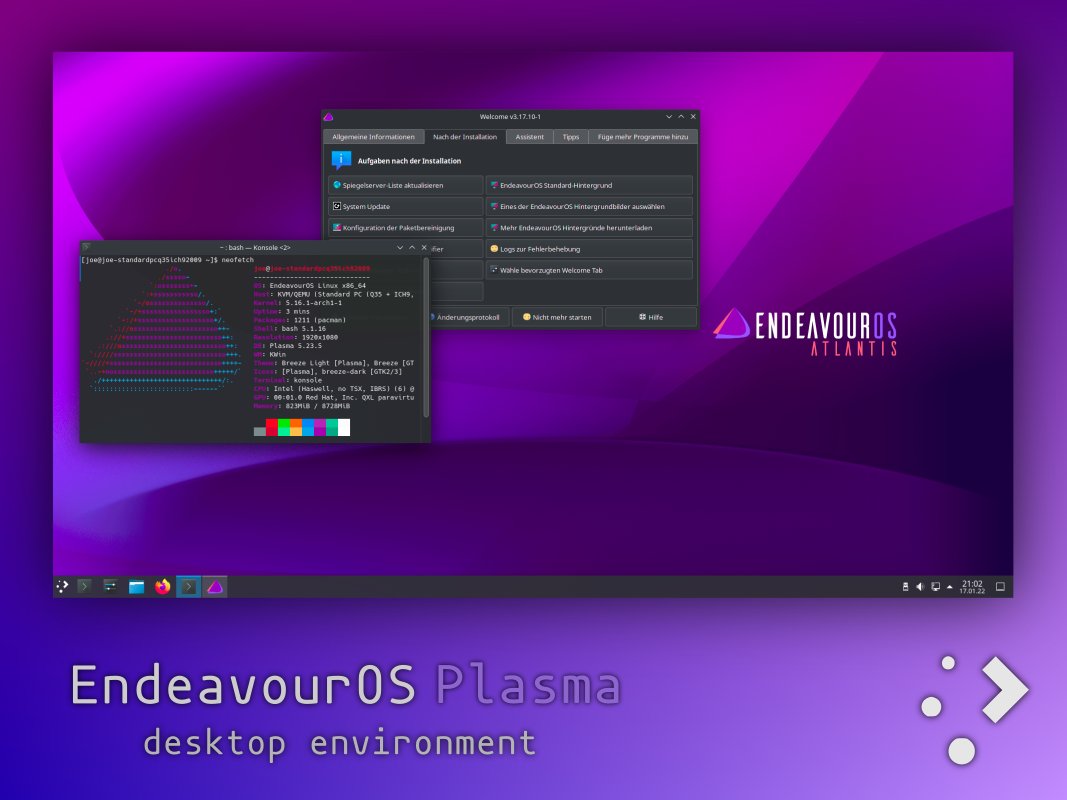 Welcome v3.17.10-1
Allgemeine Informationen
Nach der Installation
Assistent
Tipps
Füge mehr Programme hinzu
i
Aufgaben nach der Installation
Spiegelserver-Liste aktualisieren
EndeavourOS Standard-Hintergrund
System Update
Eines der EndeavourOS Hintergrundbilder auswählen
Konfiguration der Paketbereinigung
Mehr EndeavourOS Hintergründe herunterladen
Logs zur Fehlerbehebung
Wähle bevorzugten Welcome Tab
Änderungsprotokoll
Nicht mehr starten
Hilfe
~ : bash — Konsole <2>
[joe@joe-standardpcq35ich92009 ~]$ neofetch
joe@joe-standardpcq35ich92009
-----------------------------
OS: EndeavourOS Linux x86_64
Host: KVM/QEMU (Standard PC (Q35 + ICH9,
Kernel: 5.16.1-arch1-1
Uptime: 3 mins
Packages: 1211 (pacman)
Shell: bash 5.1.16
Resolution: 1920x1080
DE: Plasma 5.23.5
WM: KWin
Theme: Breeze Light [Plasma], Breeze [GT
Icons: [Plasma], breeze-dark [GTK2/3]
Terminal: konsole
CPU: Intel (Haswell, no TSX, IBRS) (6) @
GPU: 00:01.0 Red Hat, Inc. QXL paravirtu
Memory: 823MiB / 8728MiB
ENDEAVOUROS
ATLANTIS
21:02
17.01.22
EndeavourOS Plasma
desktop environment